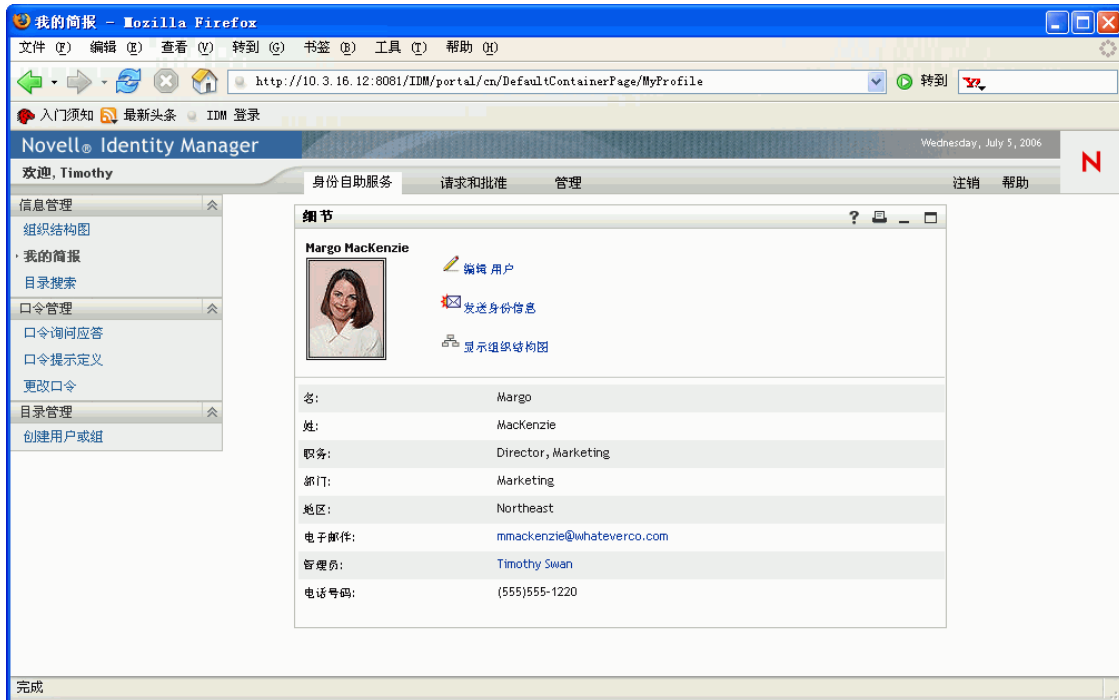 我的简报 - Mozilla Firefox
文件 (F) 编辑 (E) 查看 (V) 转到 (G) 书签 (B) 工具 (T) 帮助 (H)
http://10.3.16.12:8081/IDM/portal/cn/DefaultContainerPage/MyProfile 转到
入门须知 最新头条 IDM 登录
Novell® Identity Manager Wednesday, July 5, 2006
N
欢迎, Timothy
身份自助服务 请求和批准 管理 注销 帮助
信息管理
组织结构图
我的简报
目录搜索
口令管理
口令询问应答
口令提示定义
更改口令
目录管理
创建用户或组
细节
Margo MacKenzie
编辑 用户
发送身份信息
显示组织结构图
名: Margo
姓: MacKenzie
职务: Director, Marketing
部门: Marketing
地区: Northeast
电子邮件: mmackenzie@whateverco.com
管理员: Timothy Swan
电话号码: (555)555-1220
完成